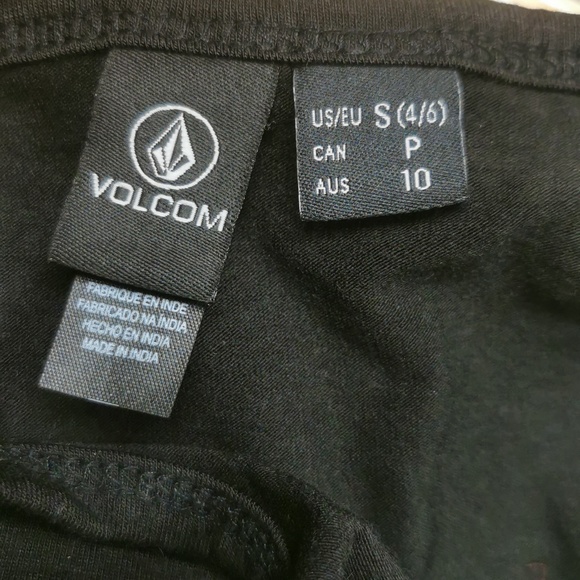 VOLCOM
FABRIQUE EN INDE
FABRICADO NA INDIA
HECHO EN INDIA
MADE IN INDIA
US/EU S (4/6)
CAN P
AUS 10